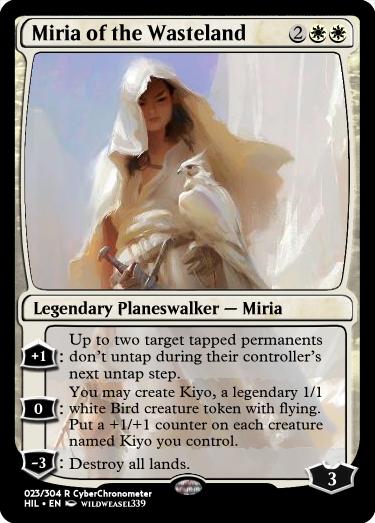 Miria of the Wasteland 2
Legendary Planeswalker — Miria
+1: Up to two target tapped permanents
don't untap during their controller's
next untap step.
0: You may create Kiyo, a legendary 1/1
white Bird creature token with flying.
Put a +1/+1 counter on each creature
named Kiyo you control.
-3: Destroy all lands.
3
023/304 R CyberChronometer
HIL • EN WILDWEASEL339